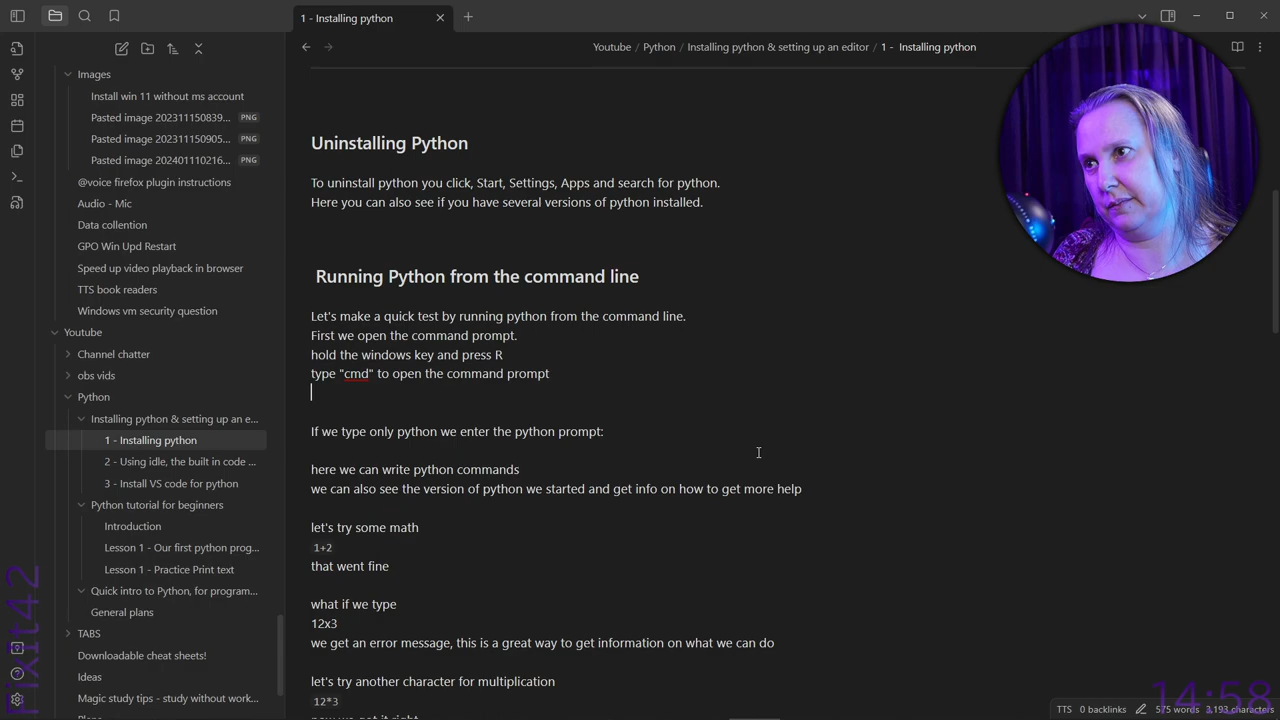 1 - Installing python
Youtube / Python / Installing python & setting up an editor / 1 - Installing python
Images
Install win 11 without ms account
Pasted image 202311150839... PNG
Pasted image 202311150905... PNG
Pasted image 202401110216... PNG
@voice firefox plugin instructions
Audio - Mic
Data collention
GPO Win Upd Restart
Speed up video playback in browser
TTS book readers
Windows vm security question
Youtube
Channel chatter
obs vids
Python
Installing python & setting up an e...
1 - Installing python
2 - Using idle, the built in code ...
3 - Install VS code for python
Python tutorial for beginners
Introduction
Lesson 1 - Our first python prog...
Lesson 1 - Practice Print text
Quick intro to Python, for program...
General plans
TABS
Downloadable cheat sheets!
Ideas
Magic study tips - study without work...
Uninstalling Python
To uninstall python you click, Start, Settings, Apps and search for python.
Here you can also see if you have several versions of python installed.
Running Python from the command line
Let's make a quick test by running python from the command line.
First we open the command prompt.
hold the windows key and press R
type "cmd" to open the command prompt
If we type only python we enter the python prompt:
here we can write python commands
we can also see the version of python we started and get info on how to get more help
let's try some math
1+2
that went fine
what if we type
12x3
we get an error message, this is a great way to get information on what we can do
let's try another character for multiplication
12*3
now we got it right
TTS 0 backlinks 575 words 3,193 characters
Fixit42
14:58